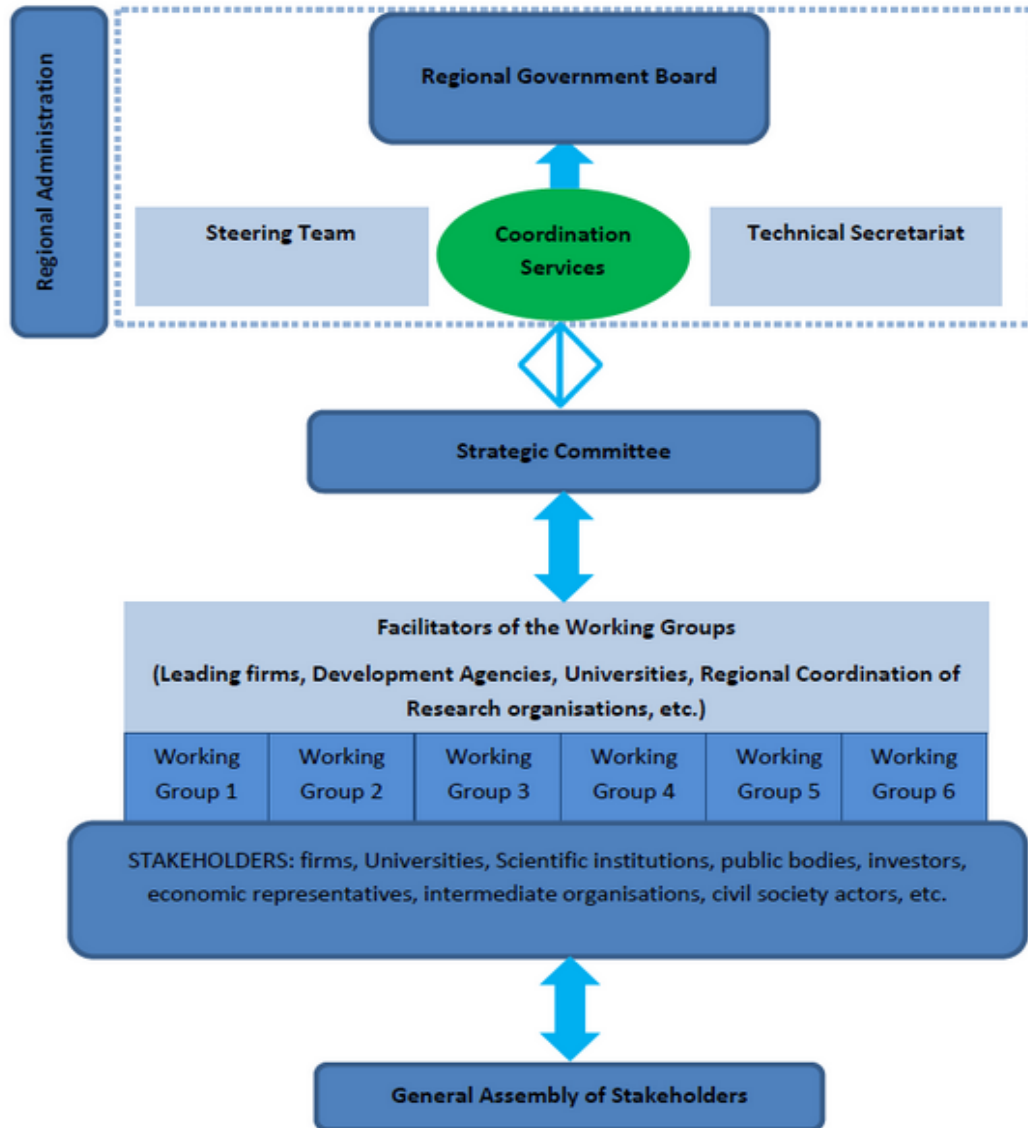 Regional Administration
Regional Government Board
Steering Team
Coordination
Services
Technical Secretariat
Strategic Committee
Facilitators of the Working Groups
(Leading firms, Development Agencies, Universities, Regional Coordination of
Research organisations, etc.)
Working
Group 1
Working
Group 2
Working
Group 3
Working
Group 4
Working
Group 5
Working
Group 6
STAKEHOLDERS: firms, Universities, Scientific institutions, public bodies, investors,
economic representatives, intermediate organisations, civil society actors, etc.
General Assembly of Stakeholders